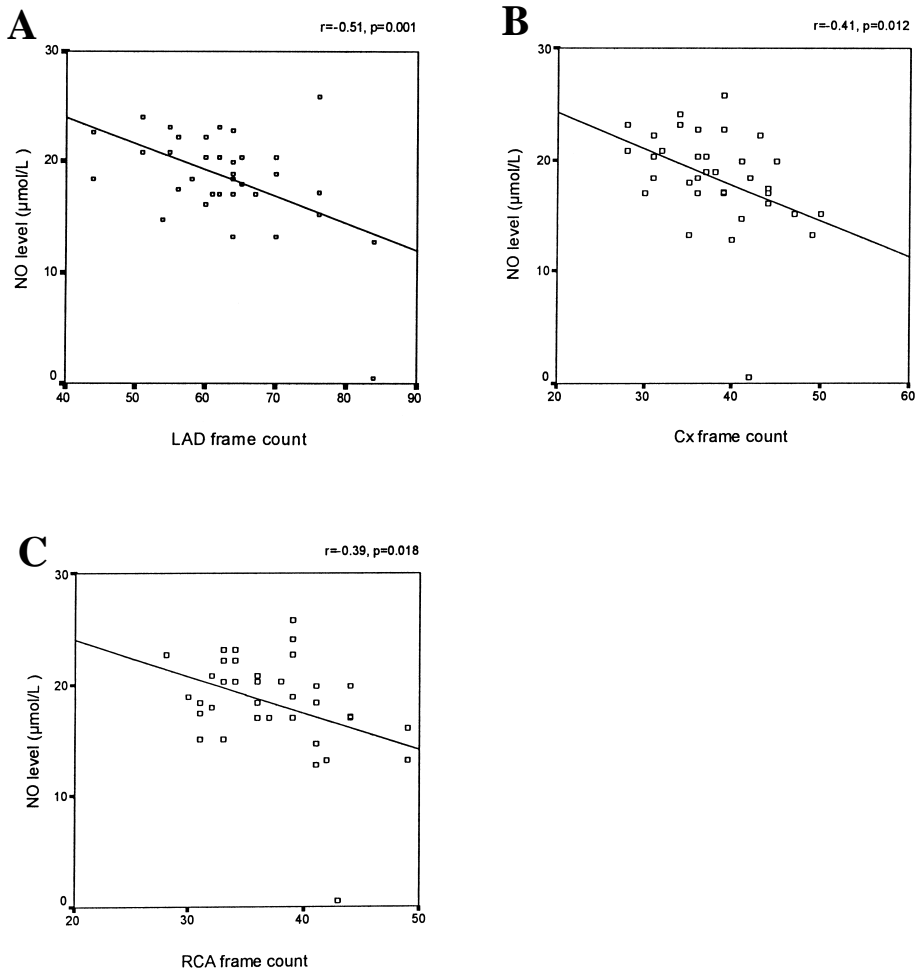 A
r=-0.51, p=0.001
30
20
10
0
NO level (µmol/L )
40 50 60 70 80 90
LAD frame count
B
r=-0.41, p=0.012
30
20
10
0
NO level (µmol/L)
20 30 40 50 60
Cx frame count
C
r=-0.39, p=0.018
30
20
10
0
NO level (µmol/L)
20 30 40 50
RCA frame count